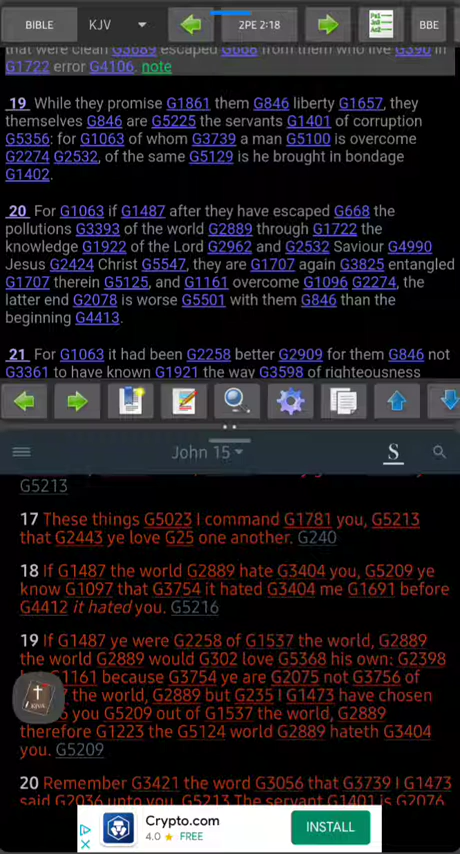 BIBLE KJV 2PE 2:18 BBE
that were clean G3689 escaped G668 from them who live G390 in
G1722 error G4106. note
19 While they promise G1861 them G846 liberty G1657, they
themselves G846 are G5225 the servants G1401 of corruption
G5356: for G1063 of whom G3739 a man G5100 is overcome
G2274 G2532, of the same G5129 is he brought in bondage
G1402.
20 For G1063 if G1487 after they have escaped G668 the
pollutions G3393 of the world G2889 through G1722 the
knowledge G1922 of the Lord G2962 and G2532 Saviour G4990
Jesus G2424 Christ G5547, they are G1707 again G3825 entangled
G1707 therein G5125, and G1161 overcome G1096 G2274, the
latter end G2078 is worse G5501 with them G846 than the
beginning G4413.
21 For G1063 it had been G2258 better G2909 for them G846 not
G3361 to have known G1921 the way G3598 of righteousness
John 15 S
G5213
17 These things G5023 I command G1781 you, G5213
that G2443 ye love G25 one another. G240
18 If G1487 the world G2889 hate G3404 you, G5209 ye
know G1097 that G3754 it hated G3404 me G1691 before
G4412 it hated you. G5216
19 If G1487 ye were G2258 of G1537 the world, G2889
the world G2889 would G302 love G5368 his own: G2398
G1161 because G3754 ye are G2075 not G3756 of
the world, G2889 but G235 I G1473 have chosen
you G5209 out of G1537 the world, G2889
therefore G1223 the G5124 world G2889 hateth G3404
you. G5209
20 Remember G3421 the word G3056 that G3739 I G1473
said G2036 unto you, G5213 The servant G1401 is G2076
KJVA
Crypto.com
4.0 ★ FREE
INSTALL